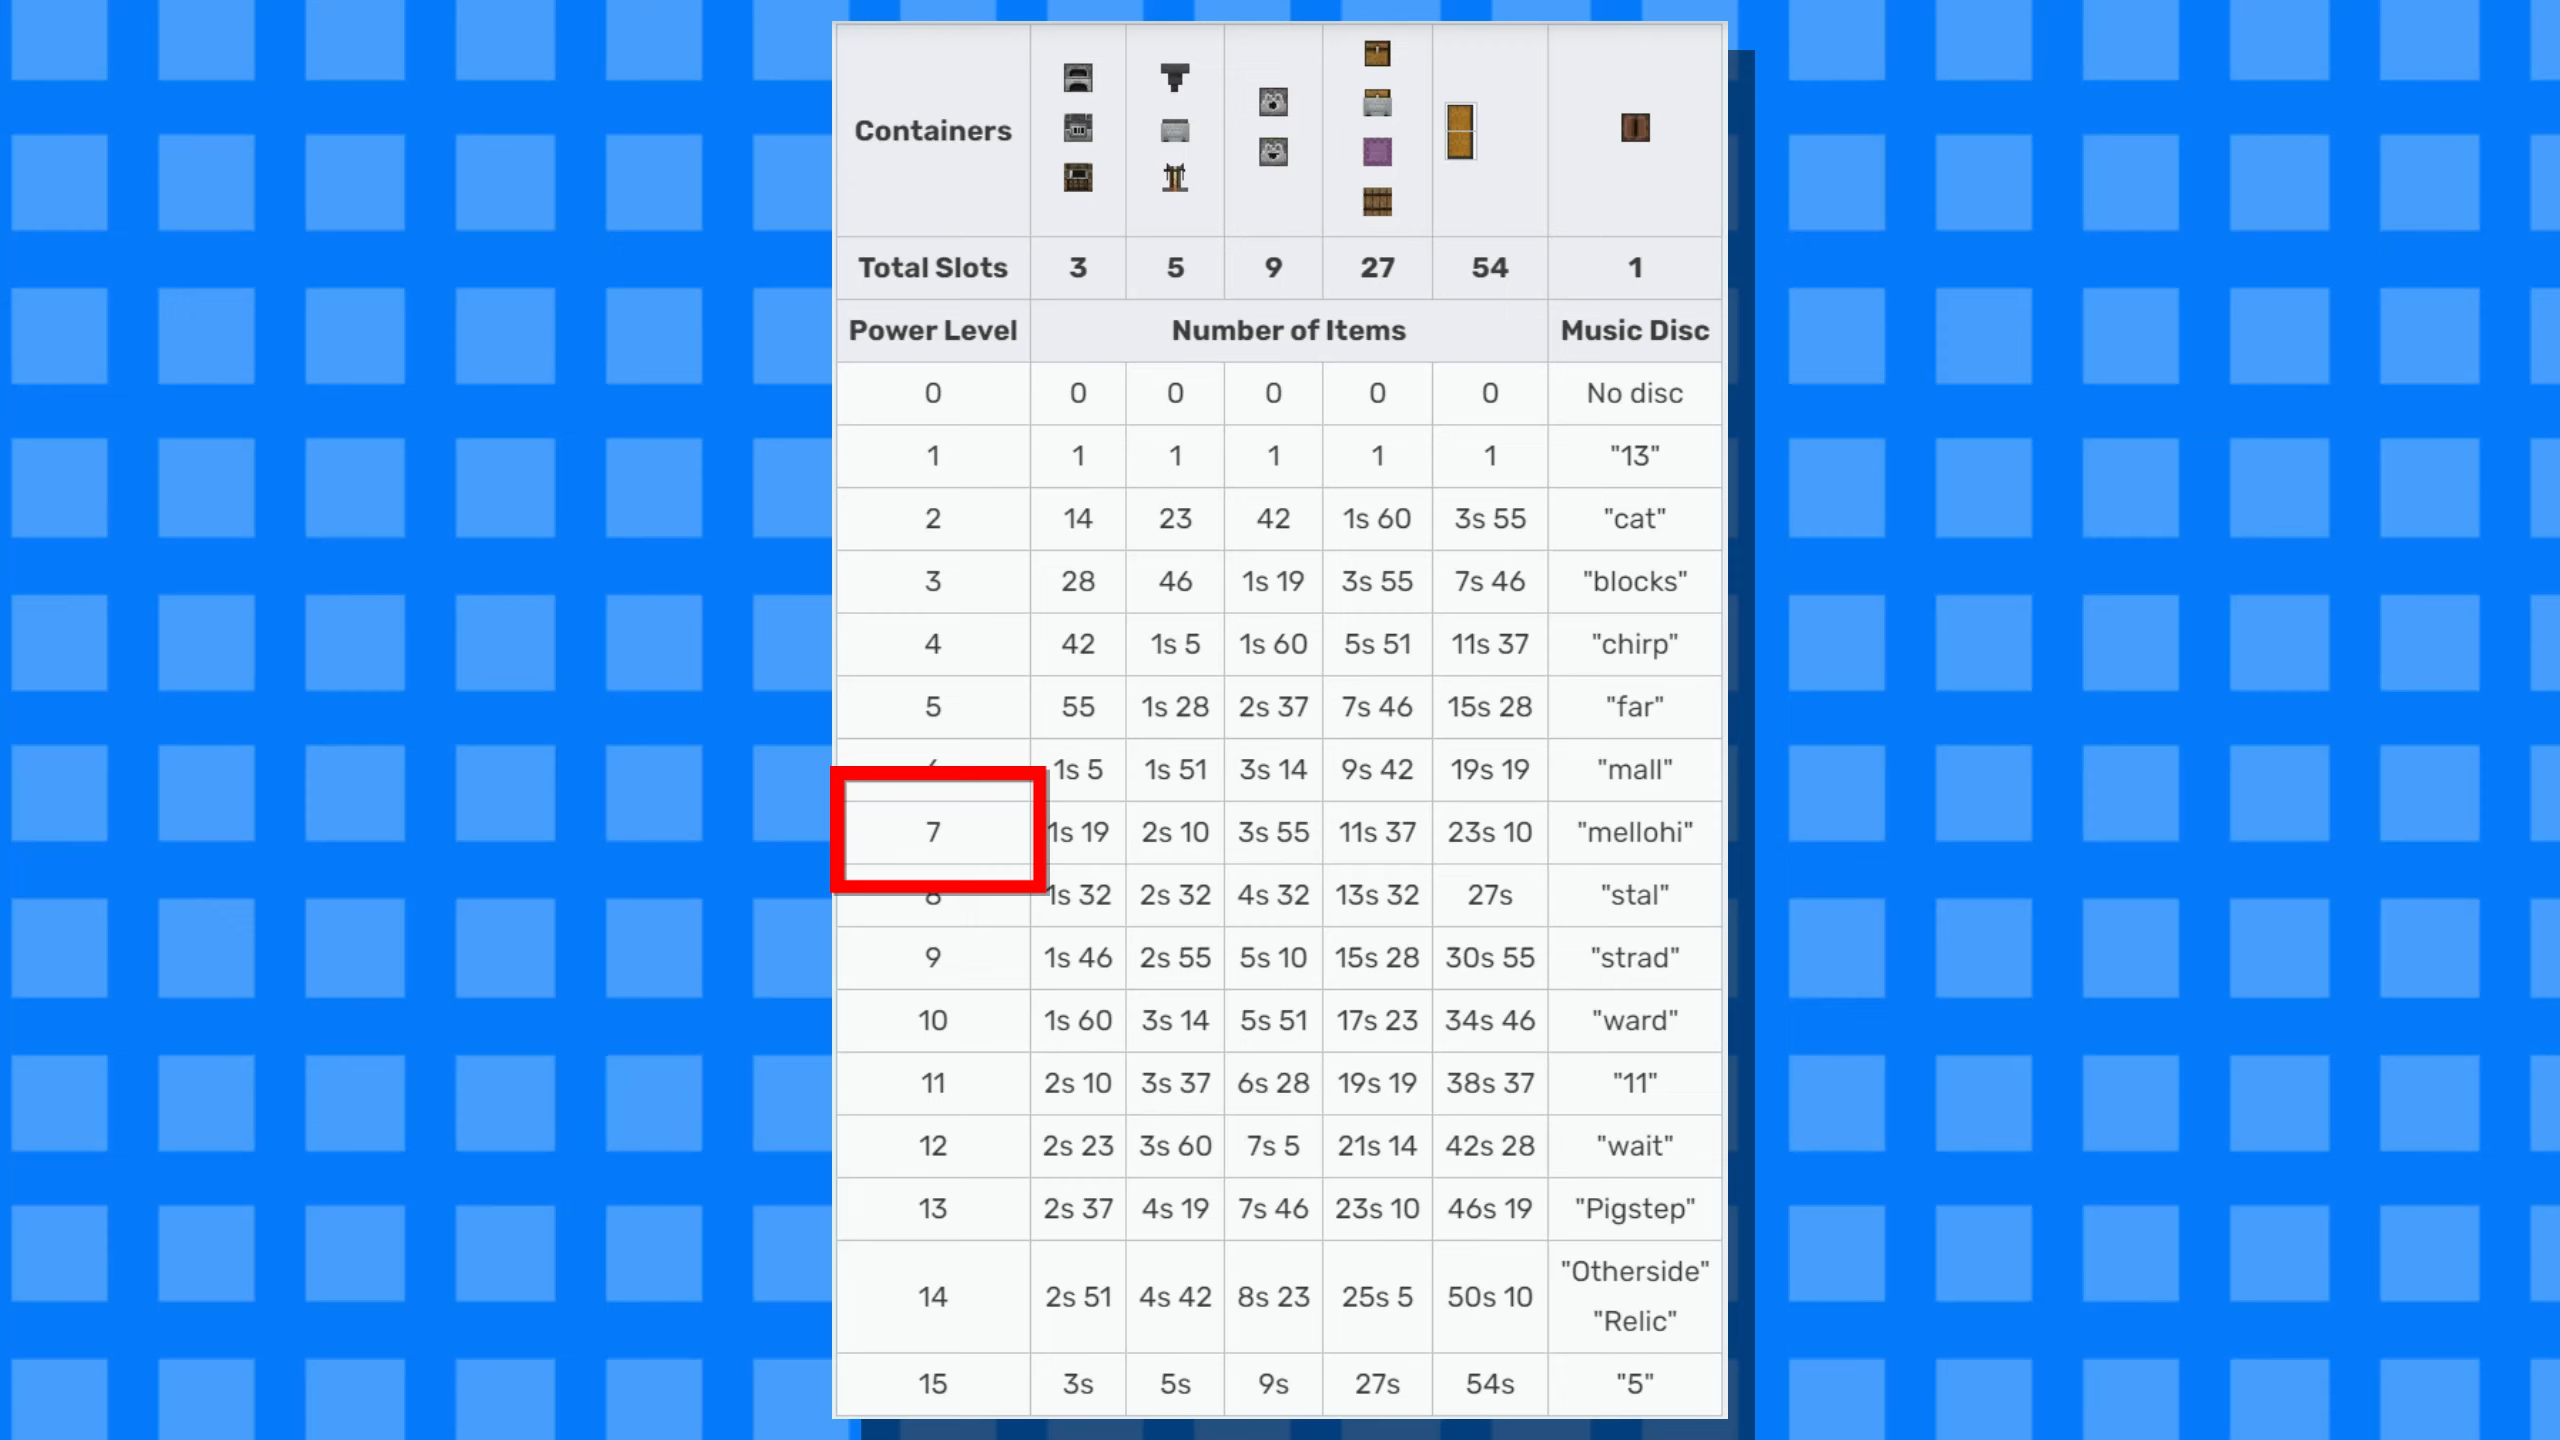 Containers
Total Slots 3 5 9 27 54 1
Power Level Number of Items Music Disc
0 0 0 0 0 0 No disc
1 1 1 1 1 1 "13"
2 14 23 42 1s 60 3s 55 "cat"
3 28 46 1s 19 3s 55 7s 46 "blocks"
4 42 1s 5 1s 60 5s 51 11s 37 "chirp"
5 55 1s 28 2s 37 7s 46 15s 28 "far"
1s 5 1s 51 3s 14 9s 42 19s 19 "mall"
7 1s 19 2s 10 3s 55 11s 37 23s 10 "mellohi"
8 1s 32 2s 32 4s 32 13s 32 27s "stal"
9 1s 46 2s 55 5s 10 15s 28 30s 55 "strad"
10 1s 60 3s 14 5s 51 17s 23 34s 46 "ward"
11 2s 10 3s 37 6s 28 19s 19 38s 37 "11"
12 2s 23 3s 60 7s 5 21s 14 42s 28 "wait"
13 2s 37 4s 19 7s 46 23s 10 46s 19 "Pigstep"
14 2s 51 4s 42 8s 23 25s 5 50s 10 "Otherside"
"Relic"
15 3s 5s 9s 27s 54s "5"